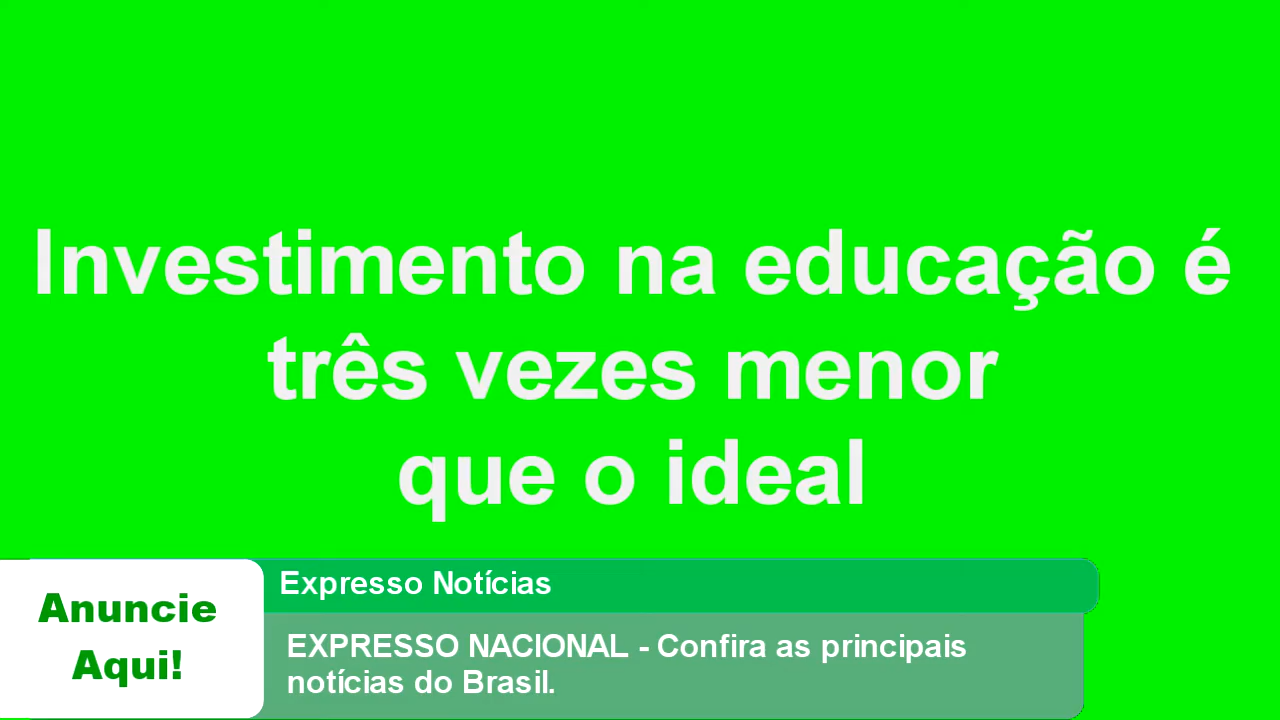 Investimento na educação é
três vezes menor
que o ideal
Expresso Notícias
Anuncie
Aqui!
EXPRESSO NACIONAL - Confira as principais
notícias do Brasil.